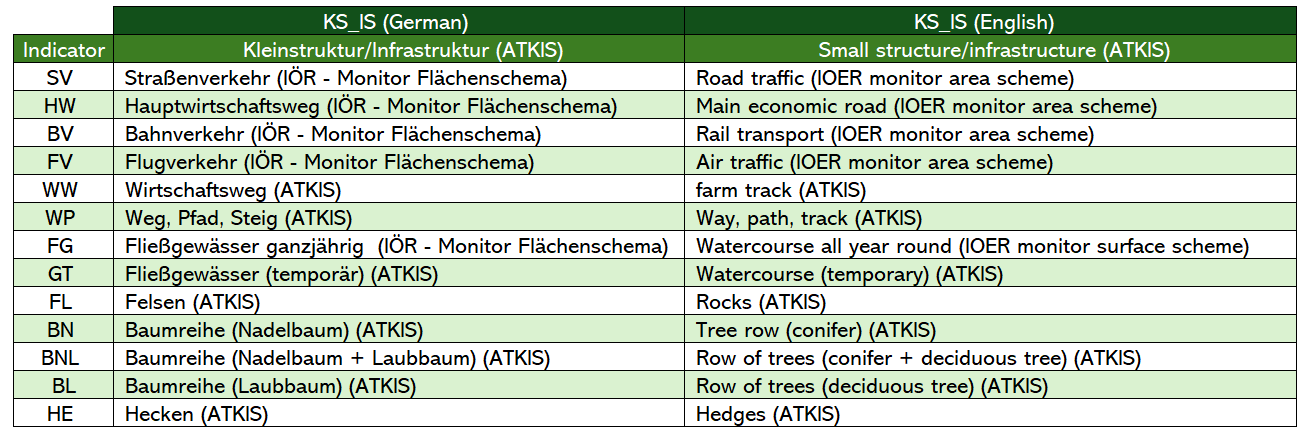 KS_IS (German) KS_IS (English)
Indicator Kleinstruktur/Infrastruktur (ATKIS) Small structure/infrastructure (ATKIS)
SV Straßenverkehr (IÖR - Monitor Flächenschema) Road traffic (IOER monitor area scheme)
HW Hauptwirtschaftsweg (IÖR - Monitor Flächenschema) Main economic road (IOER monitor area scheme)
BV Bahnverkehr (IÖR - Monitor Flächenschema) Rail transport (IOER monitor area scheme)
FV Flugverkehr (IÖR - Monitor Flächenschema) Air traffic (IOER monitor area scheme)
WW Wirtschaftsweg (ATKIS) farm track (ATKIS)
WP Weg, Pfad, Steig (ATKIS) Way, path, track (ATKIS)
FG Fließgewässer ganzjährig (IÖR - Monitor Flächenschema) Watercourse all year round (IOER monitor surface scheme)
GT Fließgewässer (temporär) (ATKIS) Watercourse (temporary) (ATKIS)
FL Felsen (ATKIS) Rocks (ATKIS)
BN Baumreihe (Nadelbaum) (ATKIS) Tree row (conifer) (ATKIS)
BNL Baumreihe (Nadelbaum + Laubbaum) (ATKIS) Row of trees (conifer + deciduous tree) (ATKIS)
BL Baumreihe (Laubbaum) (ATKIS) Row of trees (deciduous tree) (ATKIS)
HE Hecken (ATKIS) Hedges (ATKIS)